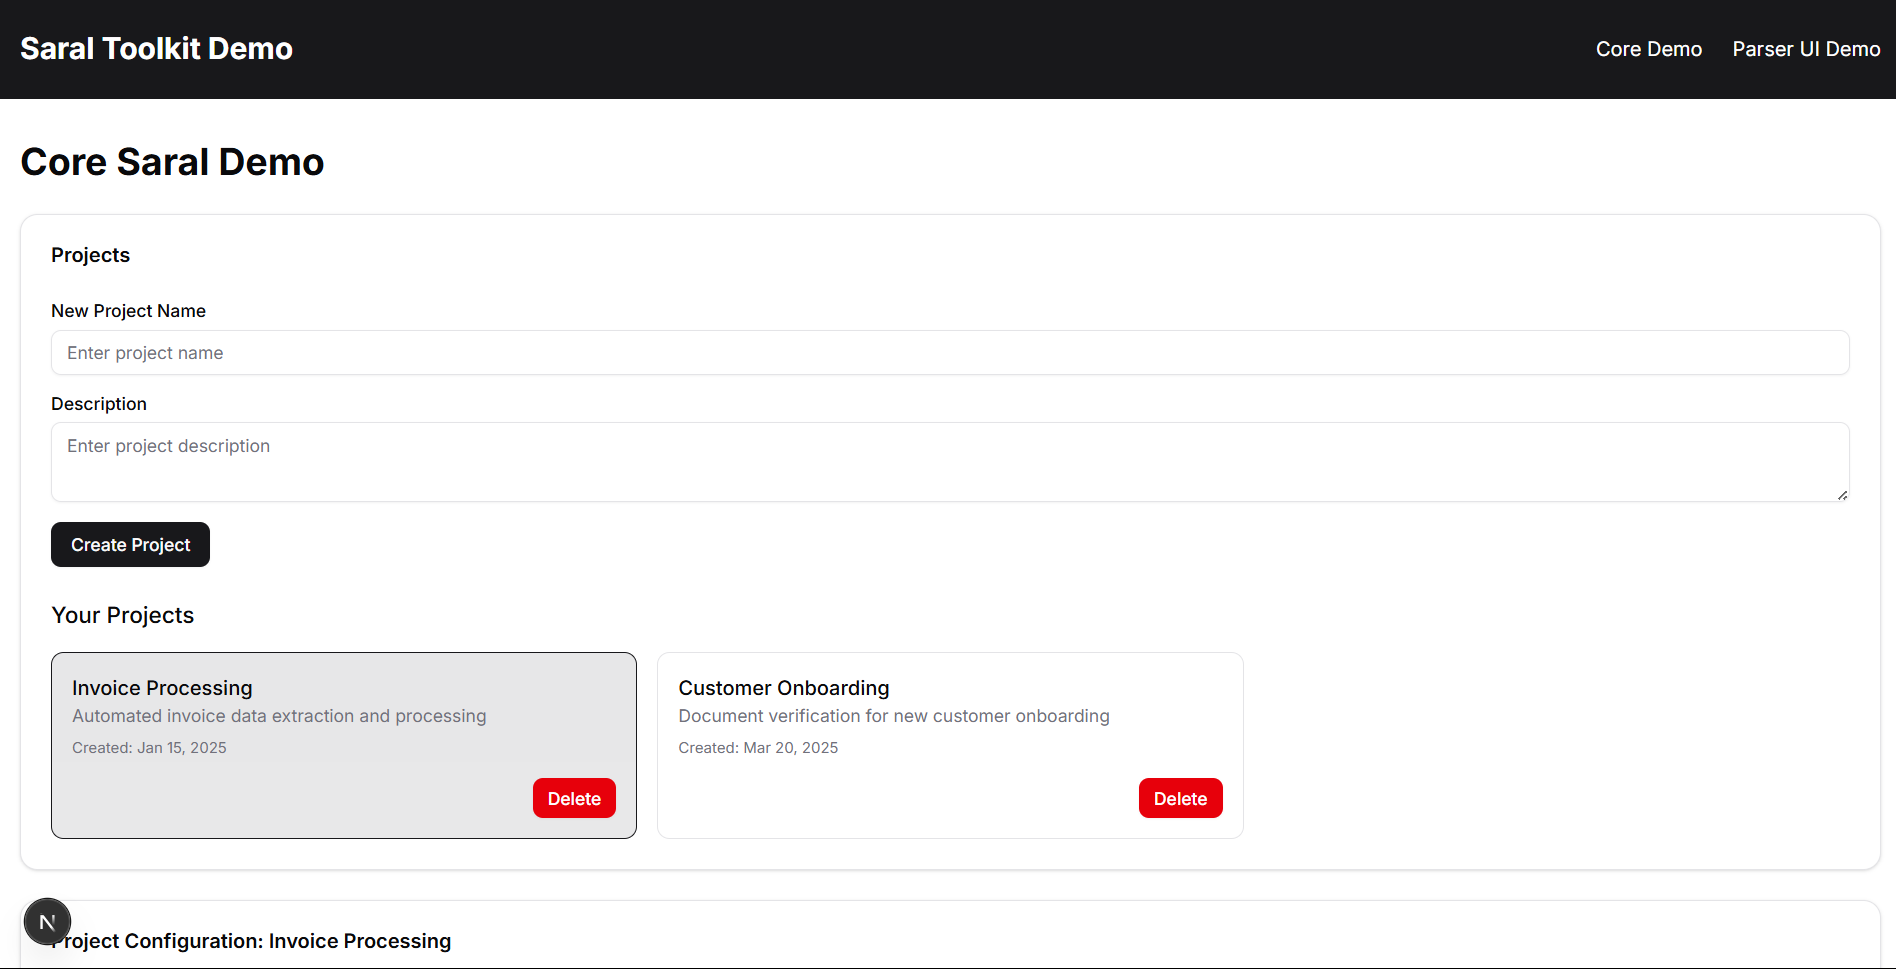 Saral Toolkit Demo
Core Demo
Parser UI Demo
Core Saral Demo
Projects
New Project Name
Enter project name
Description
Enter project description
Create Project
Your Projects
Invoice Processing
Automated invoice data extraction and processing
Created: Jan 15, 2025
Delete
Customer Onboarding
Document verification for new customer onboarding
Created: Mar 20, 2025
Delete
N
Project Configuration: Invoice Processing